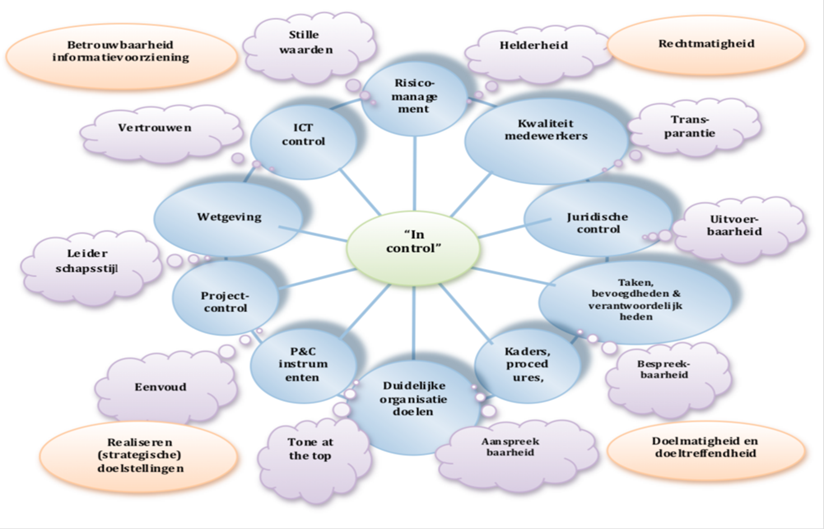 Betrouwbaarheid
informatievoorziening
Stille
waarden
Helderheid
Rechtmatigheid
Risico-
manage
ment
Vertrouwen
ICT
control
Kwaliteit
medewerkers
Trans-
parantie
Wetgeving
"In
control"
Juridische
control
Uitvoer-
baarheid
Leider
schapsstijl
Project-
control
Taken,
bevoegdheden &
verantwoordelijk
heden
P&C
instrum
enten
Kaders,
proced
ures,
Bespreek-
baarheid
Eenvoud
Duidelijke
organisatie
doelen
Realiseren
(strategische)
doelstellingen
Tone at
the top
Aanspreek
baarheid
Doelmatigheid en
doeltreffendheid